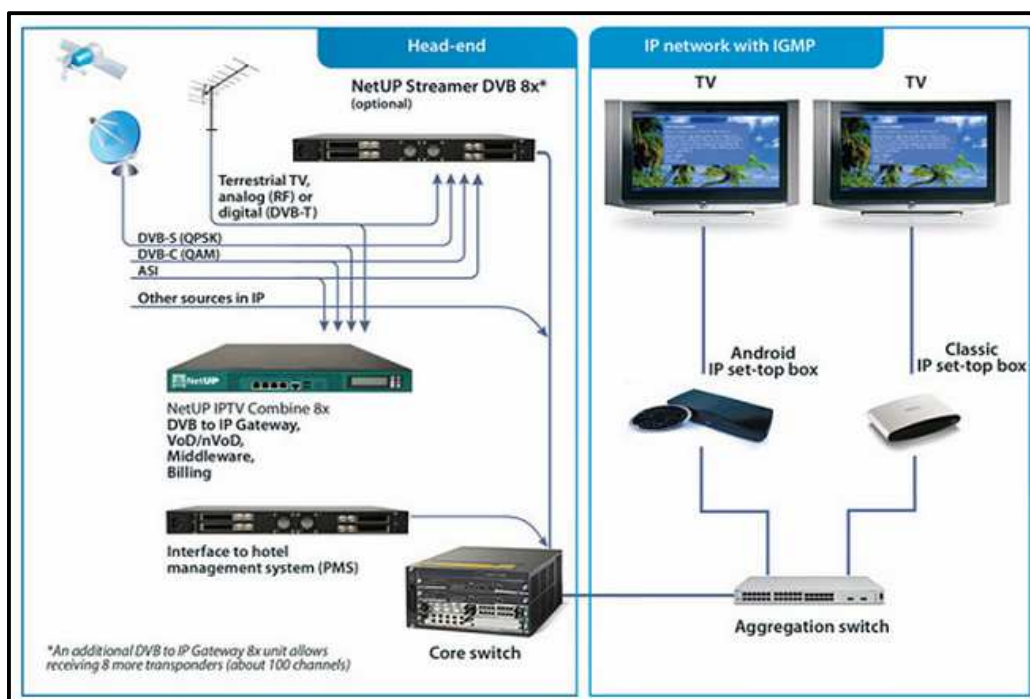 Head-end
NetUP Streamer DVB 8x*
(optional)
Terrestrial TV,
analog (RF) or
digital (DVB-T)
DVB-S (QPSK)
DVB-C (QAM)
ASI
Other sources in IP
NetUP
NetUP IPTV Combine 8x
DVB to IP Gateway,
VoD/nVoD,
Middleware,
Billing
Interface to hotel
management system (PMS)
Core switch
*An additional DVB to IP Gateway 8x unit allows
receiving 8 more transponders (about 100 channels)
IP network with IGMP
TV
TV
Android
IP set-top box
Classic
IP set-top box
Aggregation switch